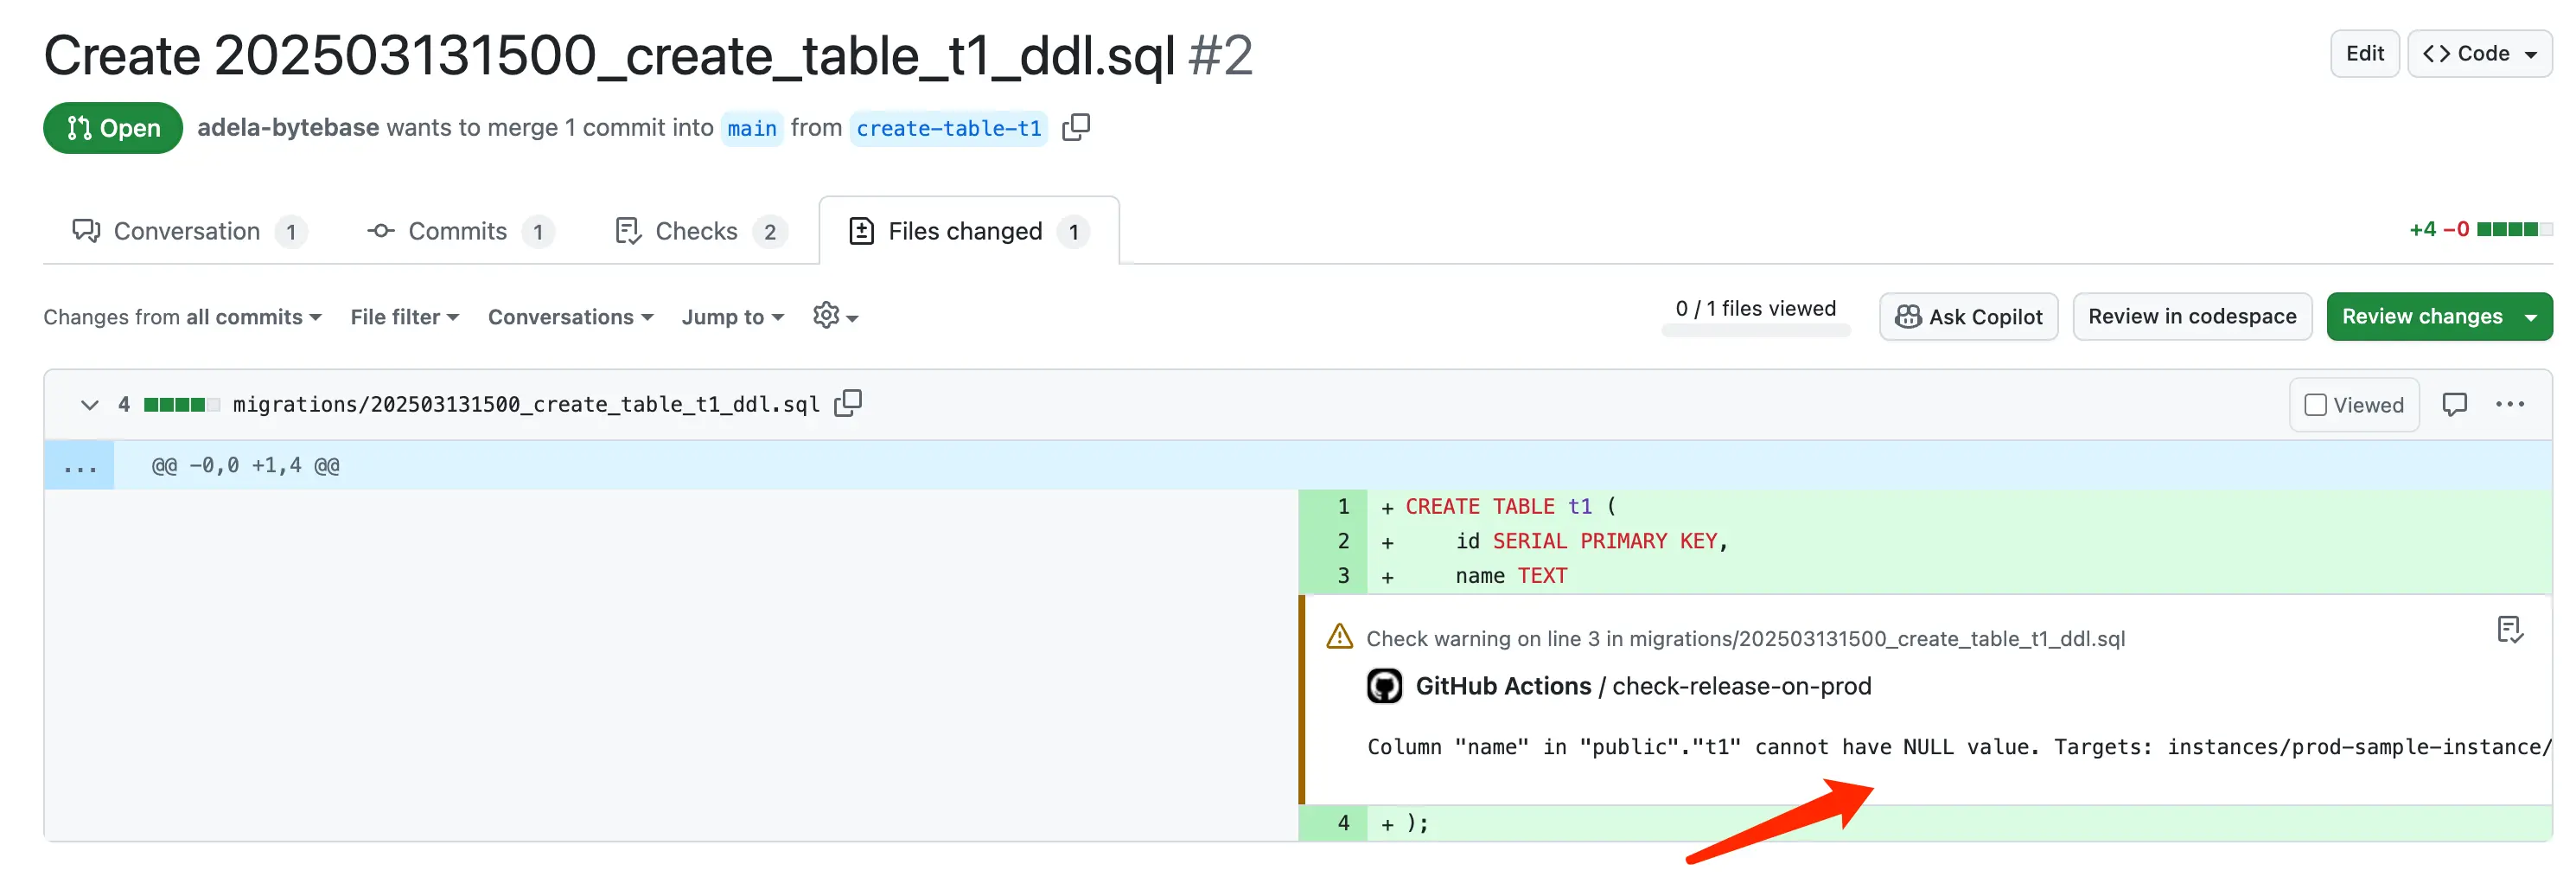 Create 202503131500_create_table_t1_ddl.sql #2
Edit
Code
Open
adela-bytebase wants to merge 1 commit into main from create-table-t1
Conversation 1
Commits 1
Checks 2
Files changed 1
+4 −0
Changes from all commits
File filter
Conversations
Jump to
0 / 1 files viewed
Ask Copilot
Review in codespace
Review changes
4
migrations/202503131500_create_table_t1_ddl.sql
Viewed
...
@@ -0,0 +1,4 @@
1 + CREATE TABLE t1 (
2 + id SERIAL PRIMARY KEY,
3 + name TEXT
Check warning on line 3 in migrations/202503131500_create_table_t1_ddl.sql
GitHub Actions / check-release-on-prod
Column "name" in "public"."t1" cannot have NULL value. Targets: instances/prod-sample-instance/
4 + );